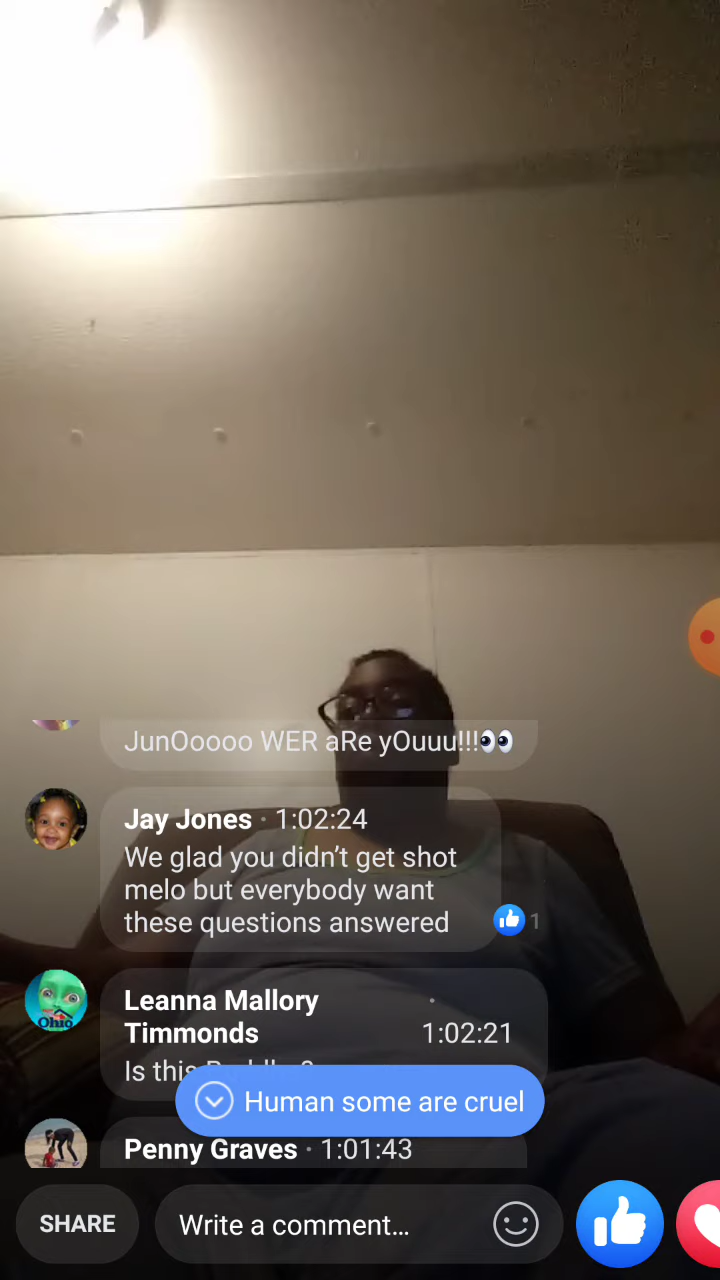 JunOoooo WER aRe yOuuu!!!👀
Jay Jones · 1:02:24
We glad you didn't get shot
melo but everybody want
these questions answered
1
Leanna Mallory ·
Timmonds 1:02:21
Ohio
Is this
Human some are cruel
Penny Graves · 1:01:43
SHARE
Write a comment...